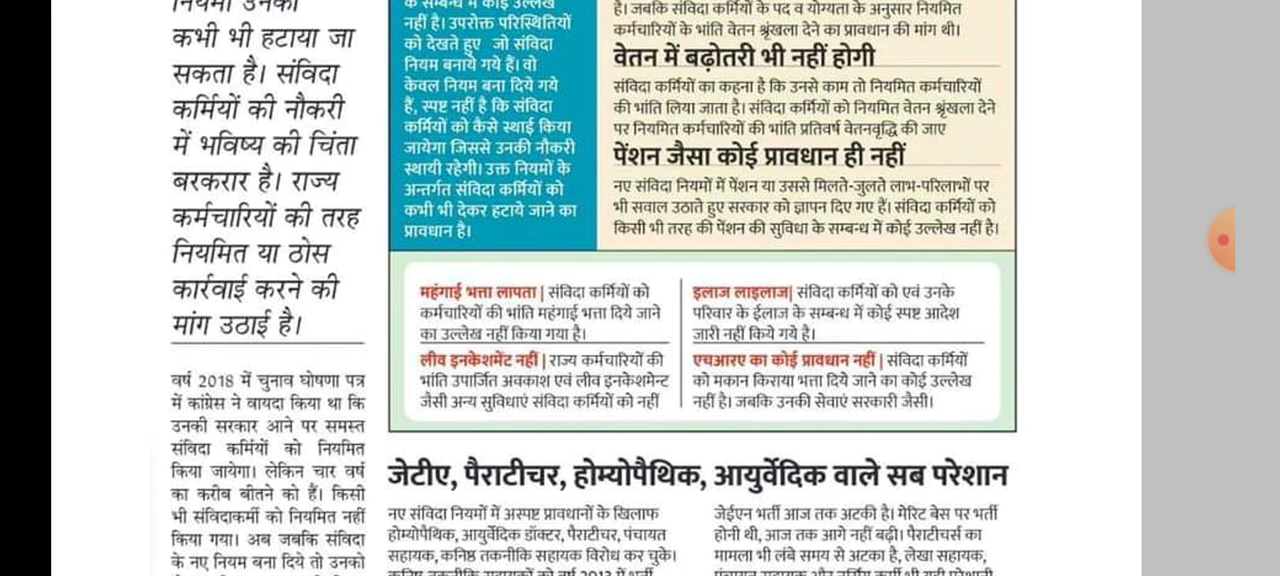 कभी भी हटाया जा
सकता है। संविदा
कर्मियों की नौकरी
में भविष्य की चिंता
बरकरार है। राज्य
कर्मचारियों की तरह
नियमित या ठोस
कार्रवाई करने की
मांग उठाई है।
वर्ष 2018 में चुनाव घोषणा पत्र
में कांग्रेस ने वायदा किया था कि
उनकी सरकार आने पर समस्त
संविदा कर्मियों को नियमित
किया जायेगा। लेकिन चार वर्ष
का करीब बीतने को हैं। किसी
भी संविदाकर्मी को नियमित नहीं
किया गया। अब जबकि संविदा
के नए नियम बना दिये तो उनको
नहीं है। उपरोक्त परिस्थितियों
को देखते हुए जो संविदा
नियम बनाये गये हैं। वो
केवल नियम बना दिये गये
हैं, स्पष्ट नहीं है कि संविदा
कर्मियों को कैसे स्थाई किया
जायेगा जिससे उनकी नौकरी
स्थायी रहेगी। उक्त नियमों के
अन्तर्गत संविदा कर्मियों को
कभी भी देकर हटाये जाने का
प्रावधान है।
है। जबकि संविदा कर्मियों के पद व योग्यता के अनुसार नियमित
कर्मचारियों के भांति वेतन श्रृंखला देने का प्रावधान की मांग थी।
वेतन में बढ़ोतरी भी नहीं होगी
संविदा कर्मियों का कहना है कि उनसे काम तो नियमित कर्मचारियों
की भांति लिया जाता है। संविदा कर्मियों को नियमित वेतन श्रृंखला देने
पर नियमित कर्मचारियों की भांति प्रतिवर्ष वेतनवृद्धि की जाए
पेंशन जैसा कोई प्रावधान ही नहीं
नए संविदा नियमों में पेंशन या उससे मिलते-जुलते लाभ-परिलाभों पर
भी सवाल उठाते हुए सरकार को ज्ञापन दिए गए हैं। संविदा कर्मियों को
किसी भी तरह की पेंशन की सुविधा के सम्बन्ध में कोई उल्लेख नहीं है।
महंगाई भत्ता लापता | संविदा कर्मियों को
कर्मचारियों की भांति महंगाई भत्ता दिये जाने
का उल्लेख नहीं किया गया है।
लीव इनकेशमेंट नहीं | राज्य कर्मचारियों की
भांति उपार्जित अवकाश एवं लीव इनकेशमेन्ट
जैसी अन्य सुविधाएं संविदा कर्मियों को नहीं
इलाज लाइलाज| संविदा कर्मियों को एवं उनके
परिवार के ईलाज के सम्बन्ध में कोई स्पष्ट आदेश
जारी नहीं किये गये है।
एचआरए का कोई प्रावधान नहीं | संविदा कर्मियों
को मकान किराया भत्ता दिये जाने का कोई उल्लेख
नहीं है। जबकि उनकी सेवाएं सरकारी जैसी।
जेटीए, पैराटीचर, होम्योपैथिक, आयुर्वेदिक वाले सब परेशान
नए संविदा नियमों में अस्पष्ट प्रावधानों के खिलाफ
होम्योपैथिक, आयुर्वेदिक डॉक्टर, पैराटीचर, पंचायत
सहायक, कनिष्ठ तकनीकि सहायक विरोध कर चुके।
जेईएन भर्ती आज तक अटकी है। मेरिट बेस पर भर्ती
होनी थी, आज तक आगे नहीं बढ़ी। पैराटीचर्स का
मामला भी लंबे समय से अटका है, लेखा सहायक,